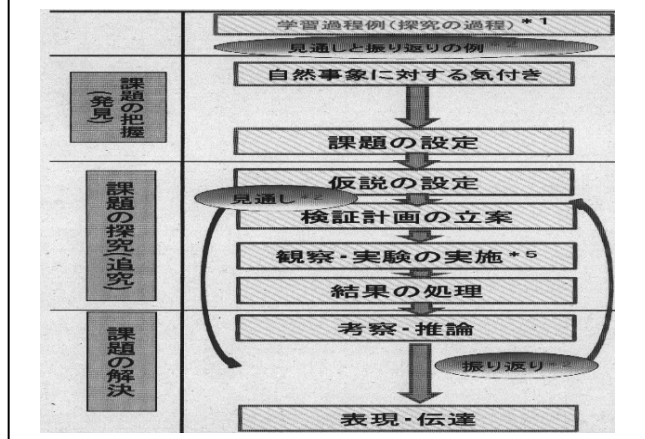 学習過程例(探究の過程)*1
見通しと振り返りの例*2
課題の把握
(発見)
自然事象に対する気付き
課題の設定
課題の探究(追究)
仮説の設定
見通し*2
検証計画の立案
観察・実験の実施*5
結果の処理
課題の解決
考察・推論
振り返り*2
表現・伝達